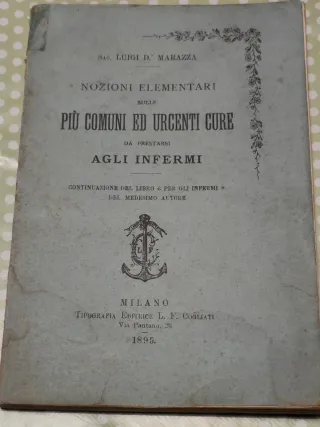 SAC. LUIGI D.r MARAZZA
NOZIONI ELEMENTARI
SULLE
PIÙ COMUNI ED URGENTI CURE
DA PRESTARSI
AGLI INFERMI
CONTINUAZIONE DEL LIBRO « PER GLI INFERMI »
DEL MEDESIMO AUTORE
MILANO
TIPOGRAFIA EDITRICE L. F. COGLIATI
Via Pantano, 26
1895.